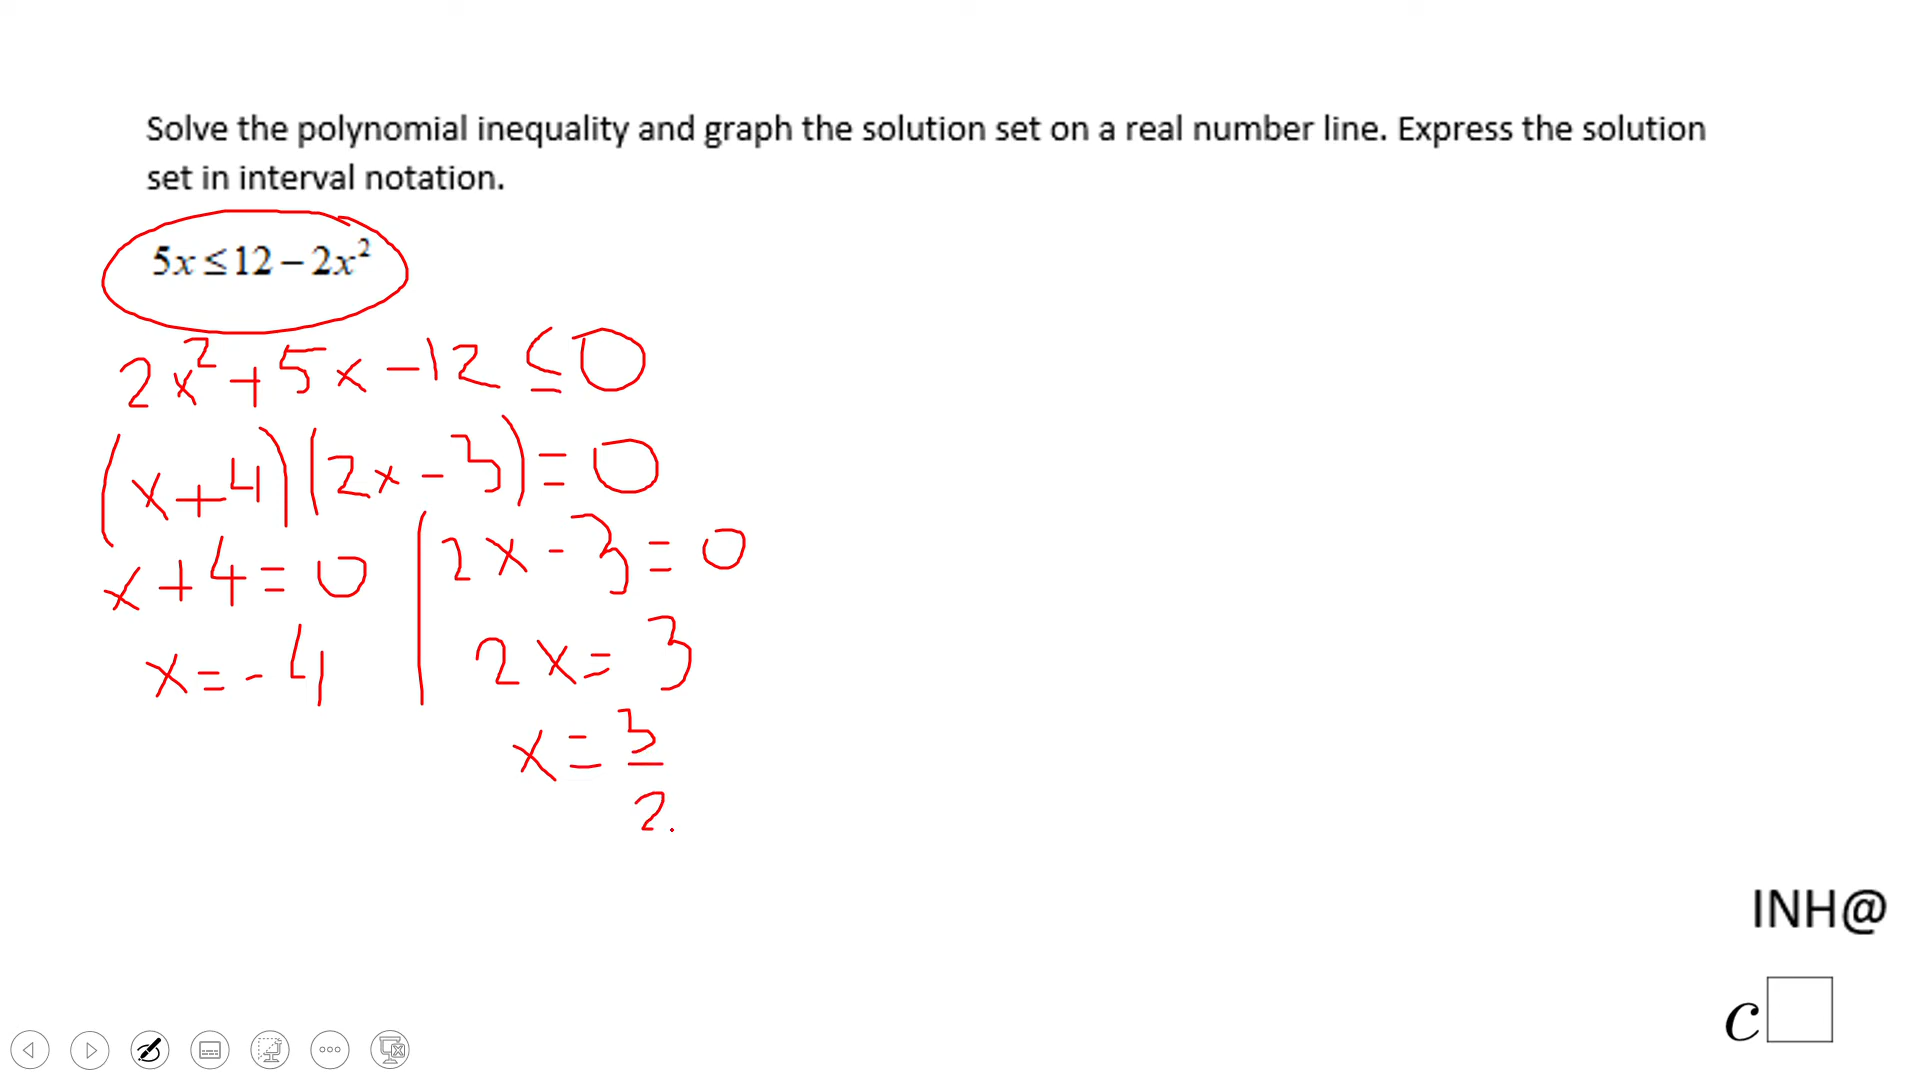 Solve the polynomial inequality and graph the solution set on a real number line. Express the solution
set in interval notation.
5x ≤ 12 − 2x²
2x² + 5x − 12 ≤ 0
(x + 4)(2x − 3) = 0
x + 4 = 0 | 2x − 3 = 0
x = −4 | 2x = 3
x = 3/2
INH@
c